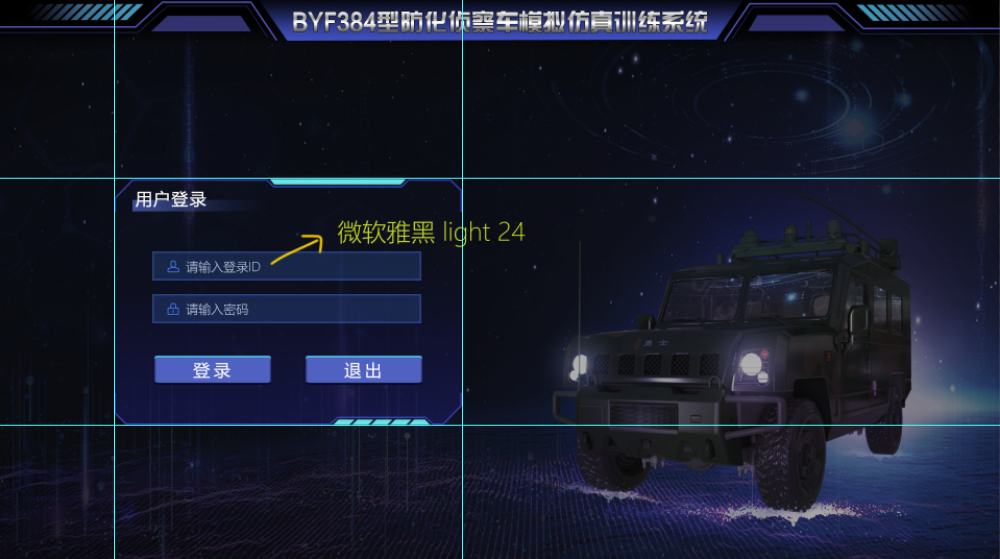 BYF384型防化侦察车模拟仿真训练系统
用户登录
微软雅黑 light 24
请输入登录ID
请输入密码
登录
退出
勇士